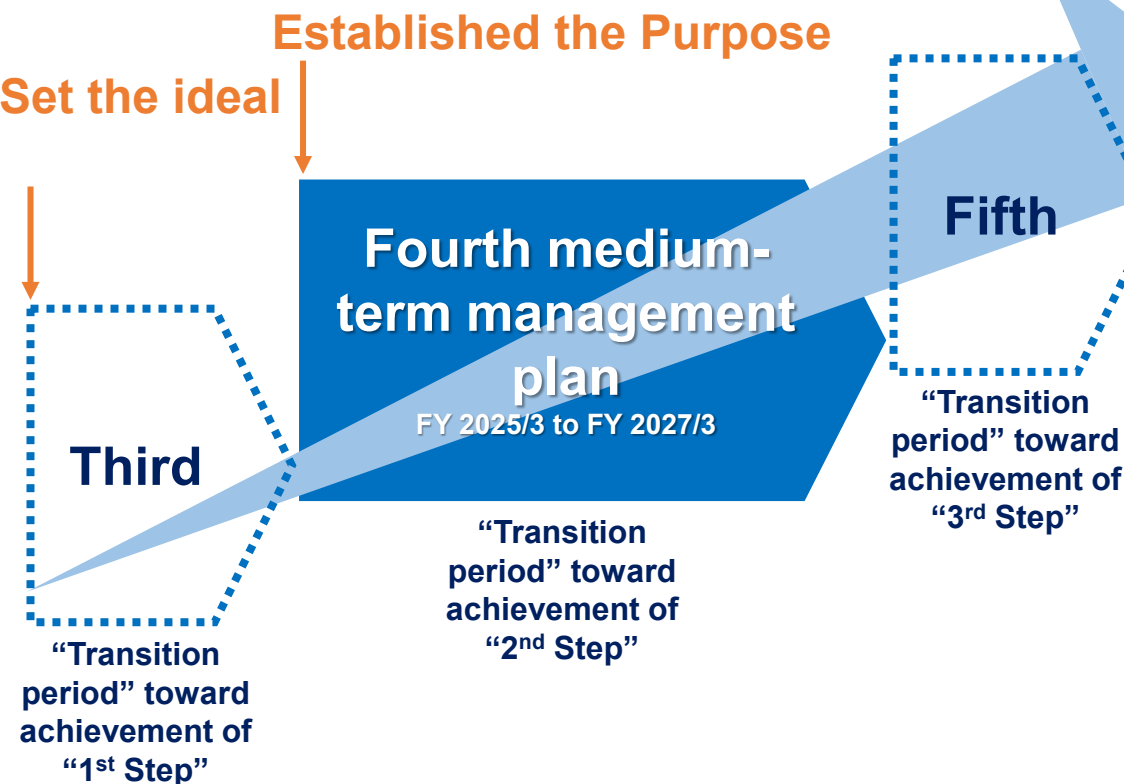 Established the Purpose
Set the ideal
Third
“Transition
period” toward
achievement of
“1st Step”
Fourth medium-
term management
plan
FY 2025/3 to FY 2027/3
“Transition
period” toward
achievement of
“2nd Step”
Fifth
“Transition
period” toward
achievement of
“3rd Step”